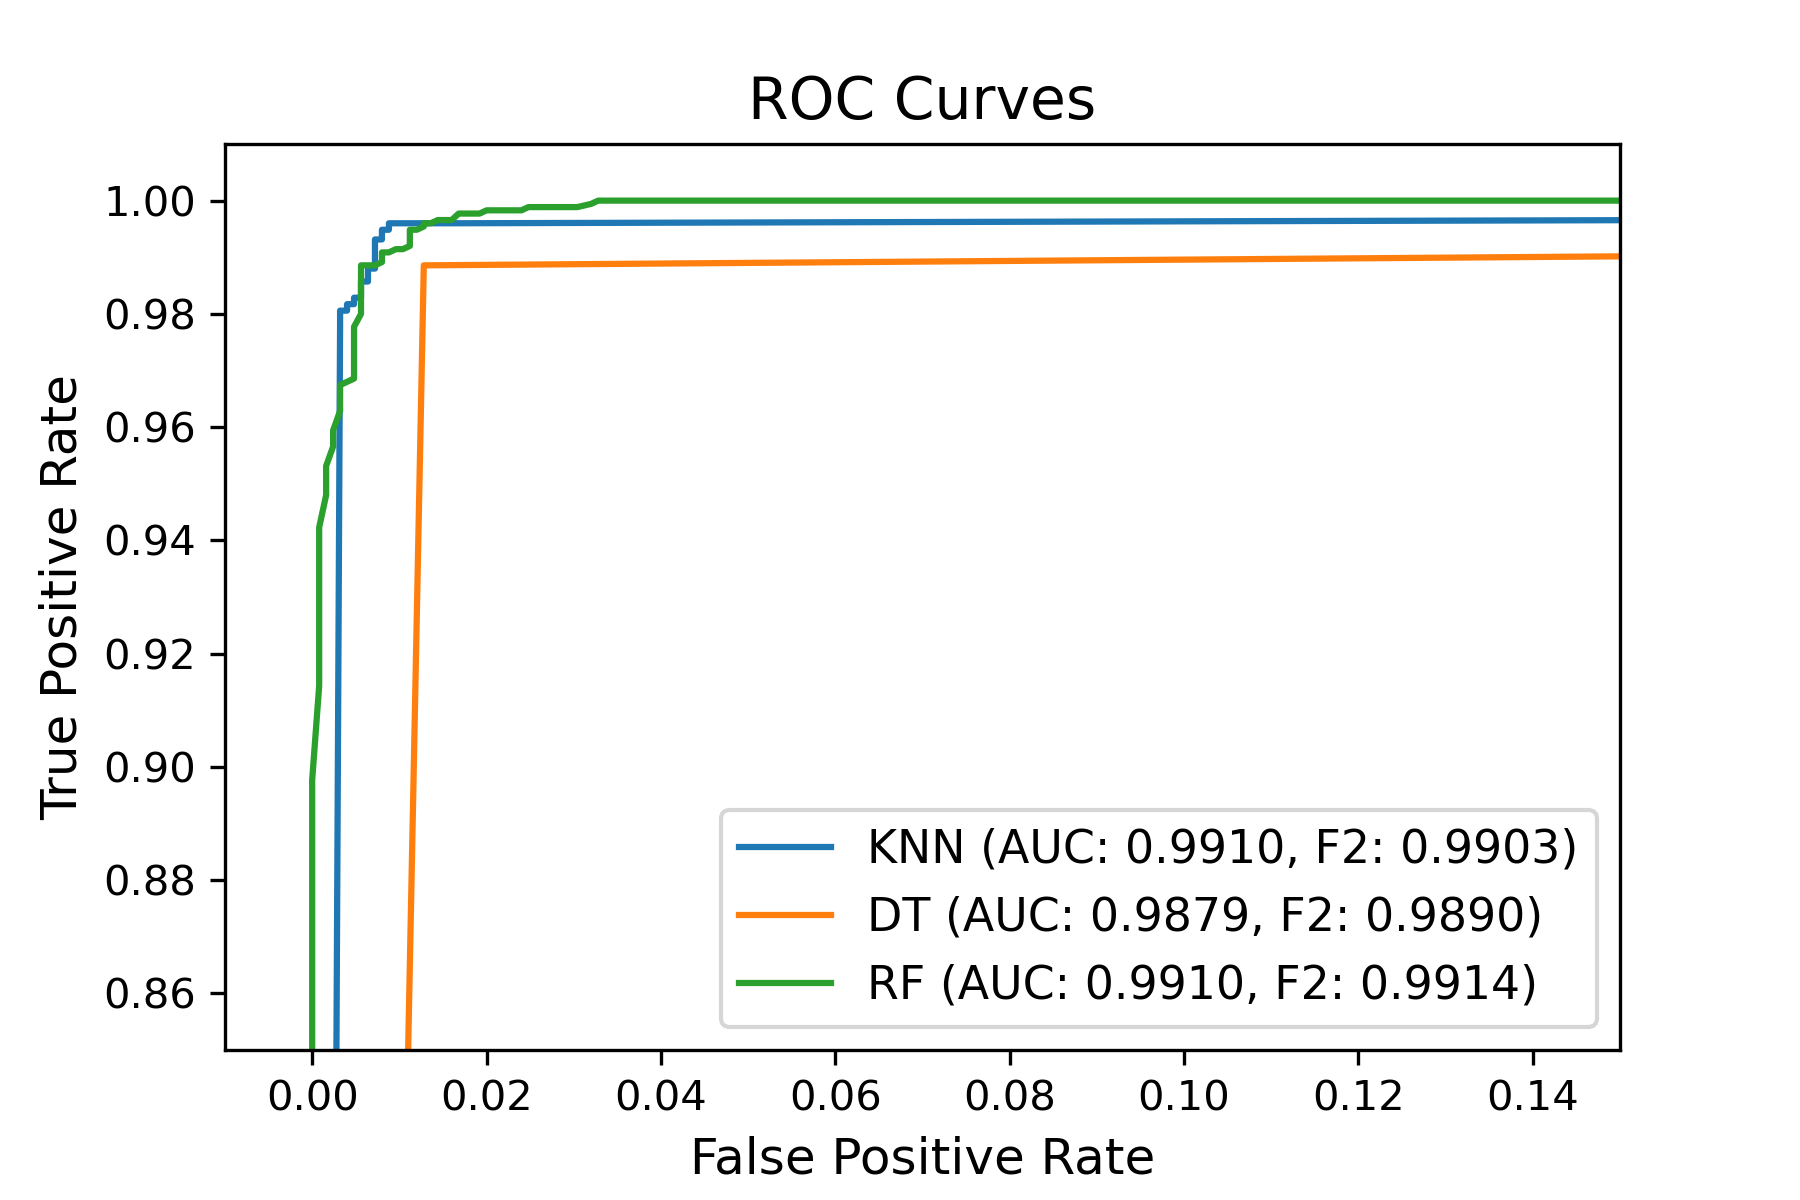 ROC Curves
True Positive Rate
1.00
0.98
0.96
0.94
0.92
0.90
0.88
0.86
KNN (AUC: 0.9910, F2: 0.9903)
DT (AUC: 0.9879, F2: 0.9890)
RF (AUC: 0.9910, F2: 0.9914)
0.00 0.02 0.04 0.06 0.08 0.10 0.12 0.14
False Positive Rate